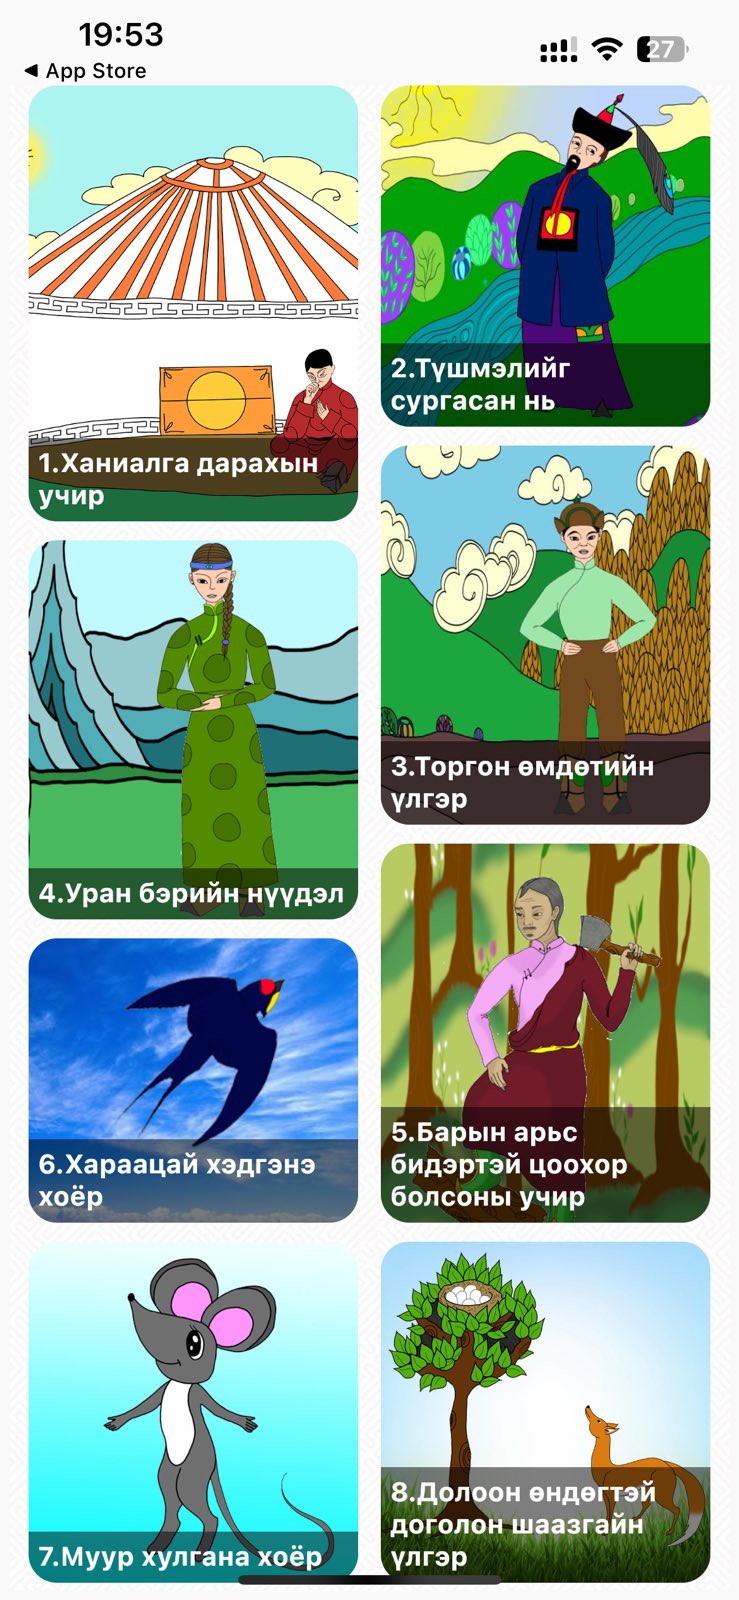 19:53
27
◀ App Store
1.Ханиалга дарахын
учир
2.Түшмэлийг
сургасан нь
3.Торгон өмдөтийн
үлгэр
4.Уран бэрийн нүүдэл
5.Барын арьс
бидэртэй цоохор
болсоны учир
6.Хараацай хэдгэнэ
хоёр
7.Муур хулгана хоёр
8.Долоон өндөгтэй
доголон шаазгайн
үлгэр